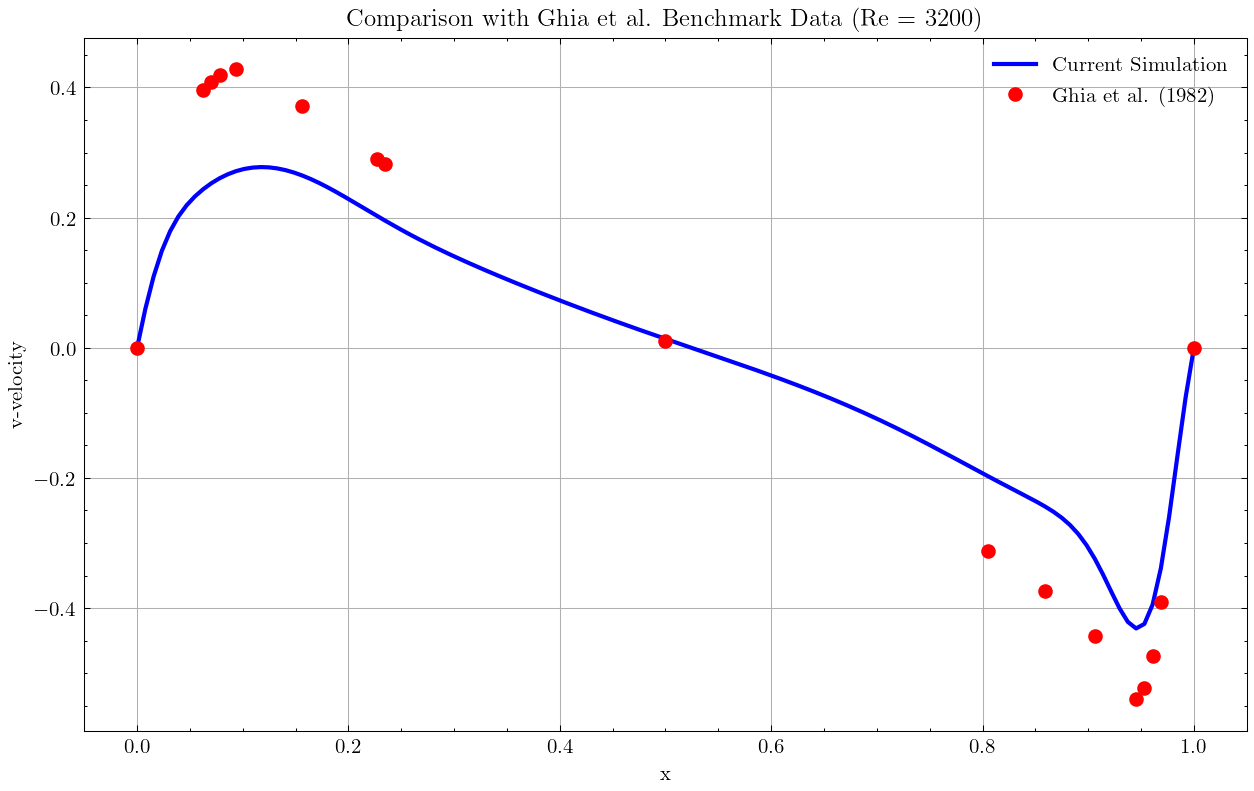 Comparison with Ghia et al. Benchmark Data (Re = 3200)
Current Simulation
Ghia et al. (1982)
0.4
0.2
0.0
−0.2
−0.4
v-velocity
0.0 0.2 0.4 0.6 0.8 1.0
x